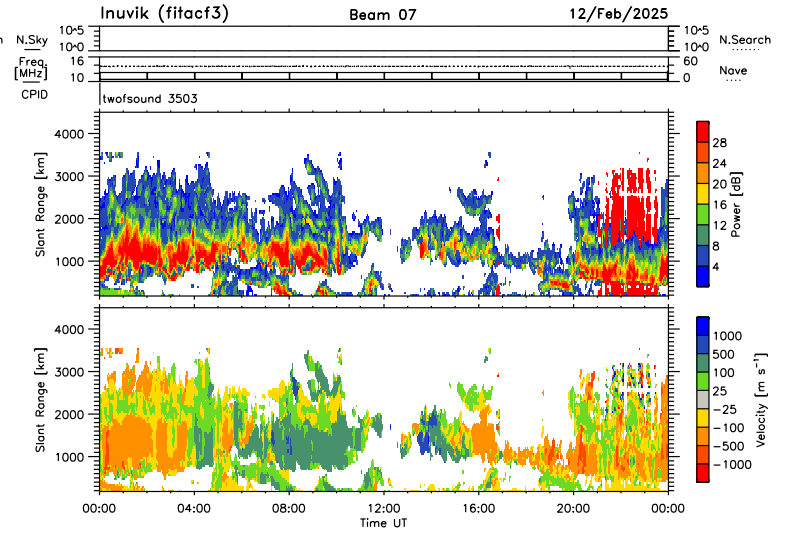 Inuvik (fitacf3) Beam 07 12/Feb/2025
n N.Sky 10^5 10^5 N.Search
10^0 10^0
Freq. 16 60 Nave
[MHz] 10 0
CPID twofsound 3503
Slant Range [km]
4000
3000
2000
1000
28
24
20
16
12
8
4
Power [dB]
Slant Range [km]
4000
3000
2000
1000
1000
500
100
25
-25
-100
-500
-1000
Velocity [m s^-1]
00:00 04:00 08:00 12:00 16:00 20:00 00:00
Time UT